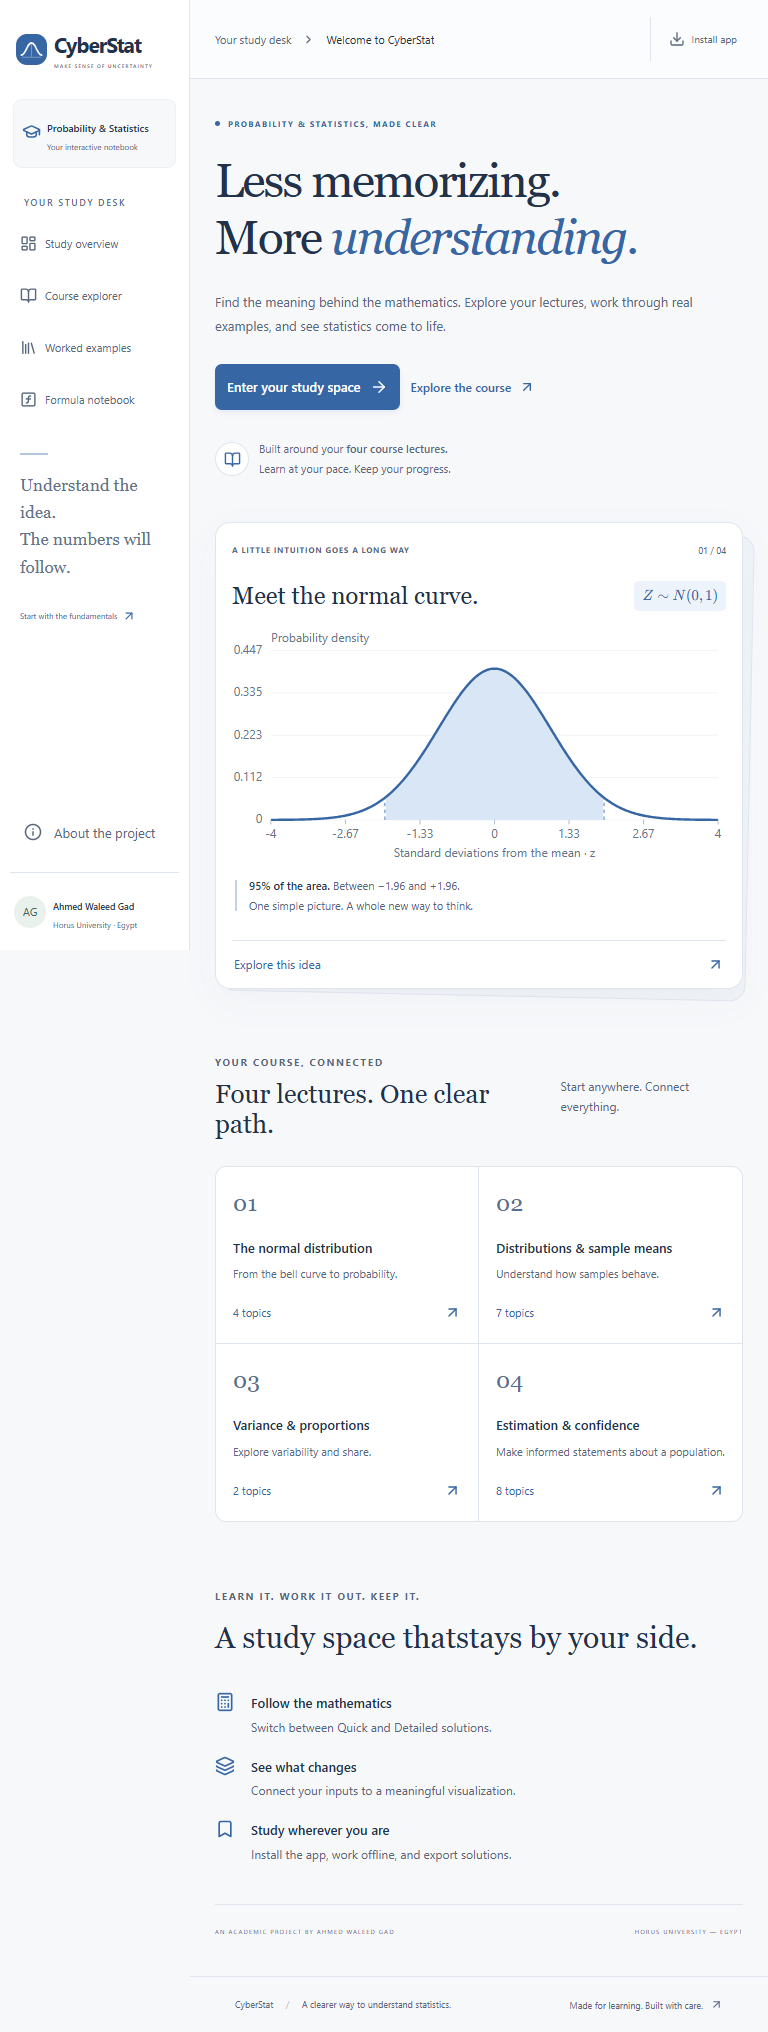 CyberStat
MAKE SENSE OF UNCERTAINTY
Probability & Statistics
Your interactive notebook
YOUR STUDY DESK
Study overview
Course explorer
Worked examples
Formula notebook
Understand the
idea.
The numbers will
follow.
Start with the fundamentals
About the project
AG
Ahmed Waleed Gad
Horus University · Egypt
Your study desk > Welcome to CyberStat
Install app
PROBABILITY & STATISTICS, MADE CLEAR
Less memorizing.
More understanding.
Find the meaning behind the mathematics. Explore your lectures, work through real
examples, and see statistics come to life.
Enter your study space
Explore the course
Built around your four course lectures.
Learn at your pace. Keep your progress.
A LITTLE INTUITION GOES A LONG WAY
01 / 04
Meet the normal curve.
Z ~ N(0, 1)
Probability density
0.447
0.335
0.223
0.112
0
-4 -2.67 -1.33 0 1.33 2.67 4
Standard deviations from the mean · z
95% of the area. Between −1.96 and +1.96.
One simple picture. A whole new way to think.
Explore this idea
YOUR COURSE, CONNECTED
Four lectures. One clear
path.
Start anywhere. Connect
everything.
01
The normal distribution
From the bell curve to probability.
4 topics
02
Distributions & sample means
Understand how samples behave.
7 topics
03
Variance & proportions
Explore variability and share.
2 topics
04
Estimation & confidence
Make informed statements about a population.
8 topics
LEARN IT. WORK IT OUT. KEEP IT.
A study space thatstays by your side.
Follow the mathematics
Switch between Quick and Detailed solutions.
See what changes
Connect your inputs to a meaningful visualization.
Study wherever you are
Install the app, work offline, and export solutions.
AN ACADEMIC PROJECT BY AHMED WALEED GAD
HORUS UNIVERSITY — EGYPT
CyberStat / A clearer way to understand statistics.
Made for learning. Built with care.